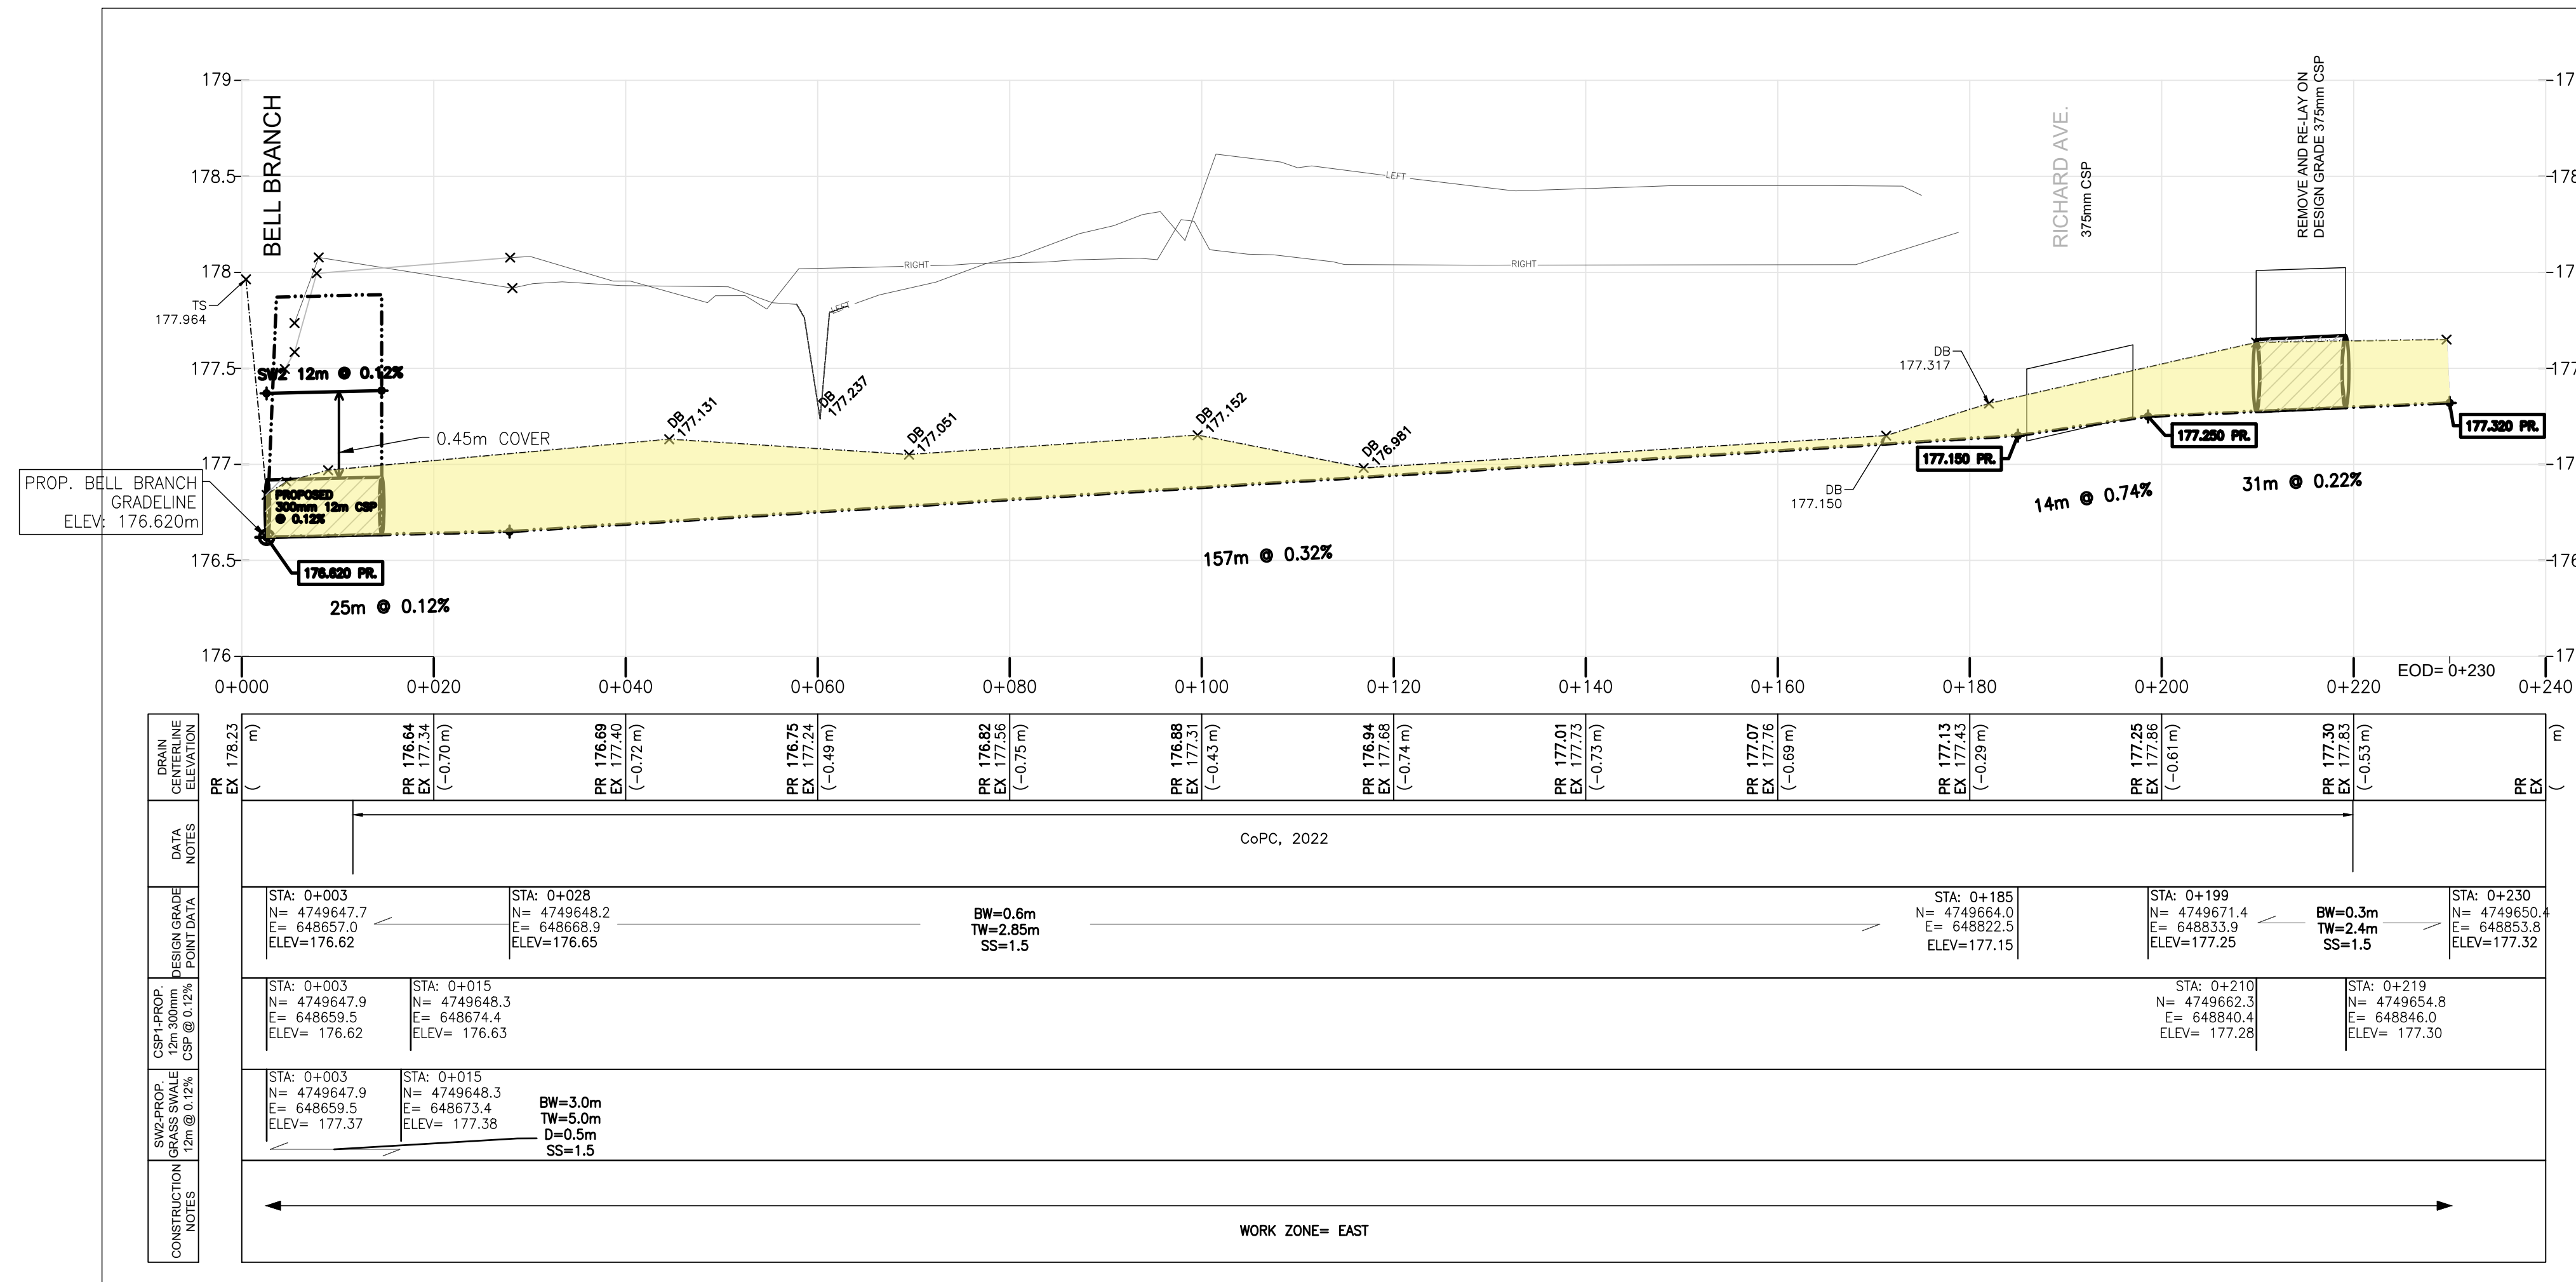 BELL BRANCH
RICHARD AVE.
375mm CSP
REMOVE AND RE-LAY ON
DESIGN GRADE 375mm CSP
179
178.5
178
177.5
177
176.5
176
TS
177.964
SW2 12m @ 0.12%
0.45m COVER
PROP. BELL BRANCH
GRADELINE
ELEV: 176.620m
PROPOSED
300mm 12m CSP
@ 0.12%
176.620 PR.
25m @ 0.12%
LEFT
RIGHT
LEFT
RIGHT
DB
177.131
DB
177.237
DB
177.051
DB
177.152
DB
176.981
157m @ 0.32%
DB
177.150
DB
177.317
177.150 PR.
14m @ 0.74%
177.250 PR.
31m @ 0.22%
177.320 PR.
EOD= 0+230
0+000 0+020 0+040 0+060 0+080 0+100 0+120 0+140 0+160 0+180 0+200 0+220 0+240
DRAIN
CENTERLINE
ELEVATION
PR
EX 178.23
( m)
PR 176.64
EX 177.34
(-0.70 m)
PR 176.69
EX 177.40
(-0.72 m)
PR 176.75
EX 177.24
(-0.49 m)
PR 176.82
EX 177.56
(-0.75 m)
PR 176.88
EX 177.31
(-0.43 m)
PR 176.94
EX 177.68
(-0.74 m)
PR 177.01
EX 177.73
(-0.73 m)
PR 177.07
EX 177.76
(-0.69 m)
PR 177.13
EX 177.43
(-0.29 m)
PR 177.25
EX 177.86
(-0.61 m)
PR 177.30
EX 177.83
(-0.53 m)
PR
EX
( m)
DATA
NOTES
CoPC, 2022
DESIGN GRADE
POINT DATA
STA: 0+003
N= 4749647.7
E= 648657.0
ELEV=176.62
STA: 0+028
N= 4749648.2
E= 648668.9
ELEV=176.65
BW=0.6m
TW=2.85m
SS=1.5
STA: 0+185
N= 4749664.0
E= 648822.5
ELEV=177.15
STA: 0+199
N= 4749671.4
E= 648833.9
ELEV=177.25
BW=0.3m
TW=2.4m
SS=1.5
STA: 0+230
N= 4749650.4
E= 648853.8
ELEV=177.32
CSP1-PROP.
12m 300mm
CSP @ 0.12%
STA: 0+003
N= 4749647.9
E= 648659.5
ELEV= 176.62
STA: 0+015
N= 4749648.3
E= 648674.4
ELEV= 176.63
STA: 0+210
N= 4749662.3
E= 648840.4
ELEV= 177.28
STA: 0+219
N= 4749654.8
E= 648846.0
ELEV= 177.30
SW2-PROP.
GRASS SWALE
12m @ 0.12%
STA: 0+003
N= 4749647.9
E= 648659.5
ELEV= 177.37
STA: 0+015
N= 4749648.3
E= 648673.4
ELEV= 177.38
BW=3.0m
TW=5.0m
D=0.5m
SS=1.5
CONSTRUCTION
NOTES
WORK ZONE= EAST